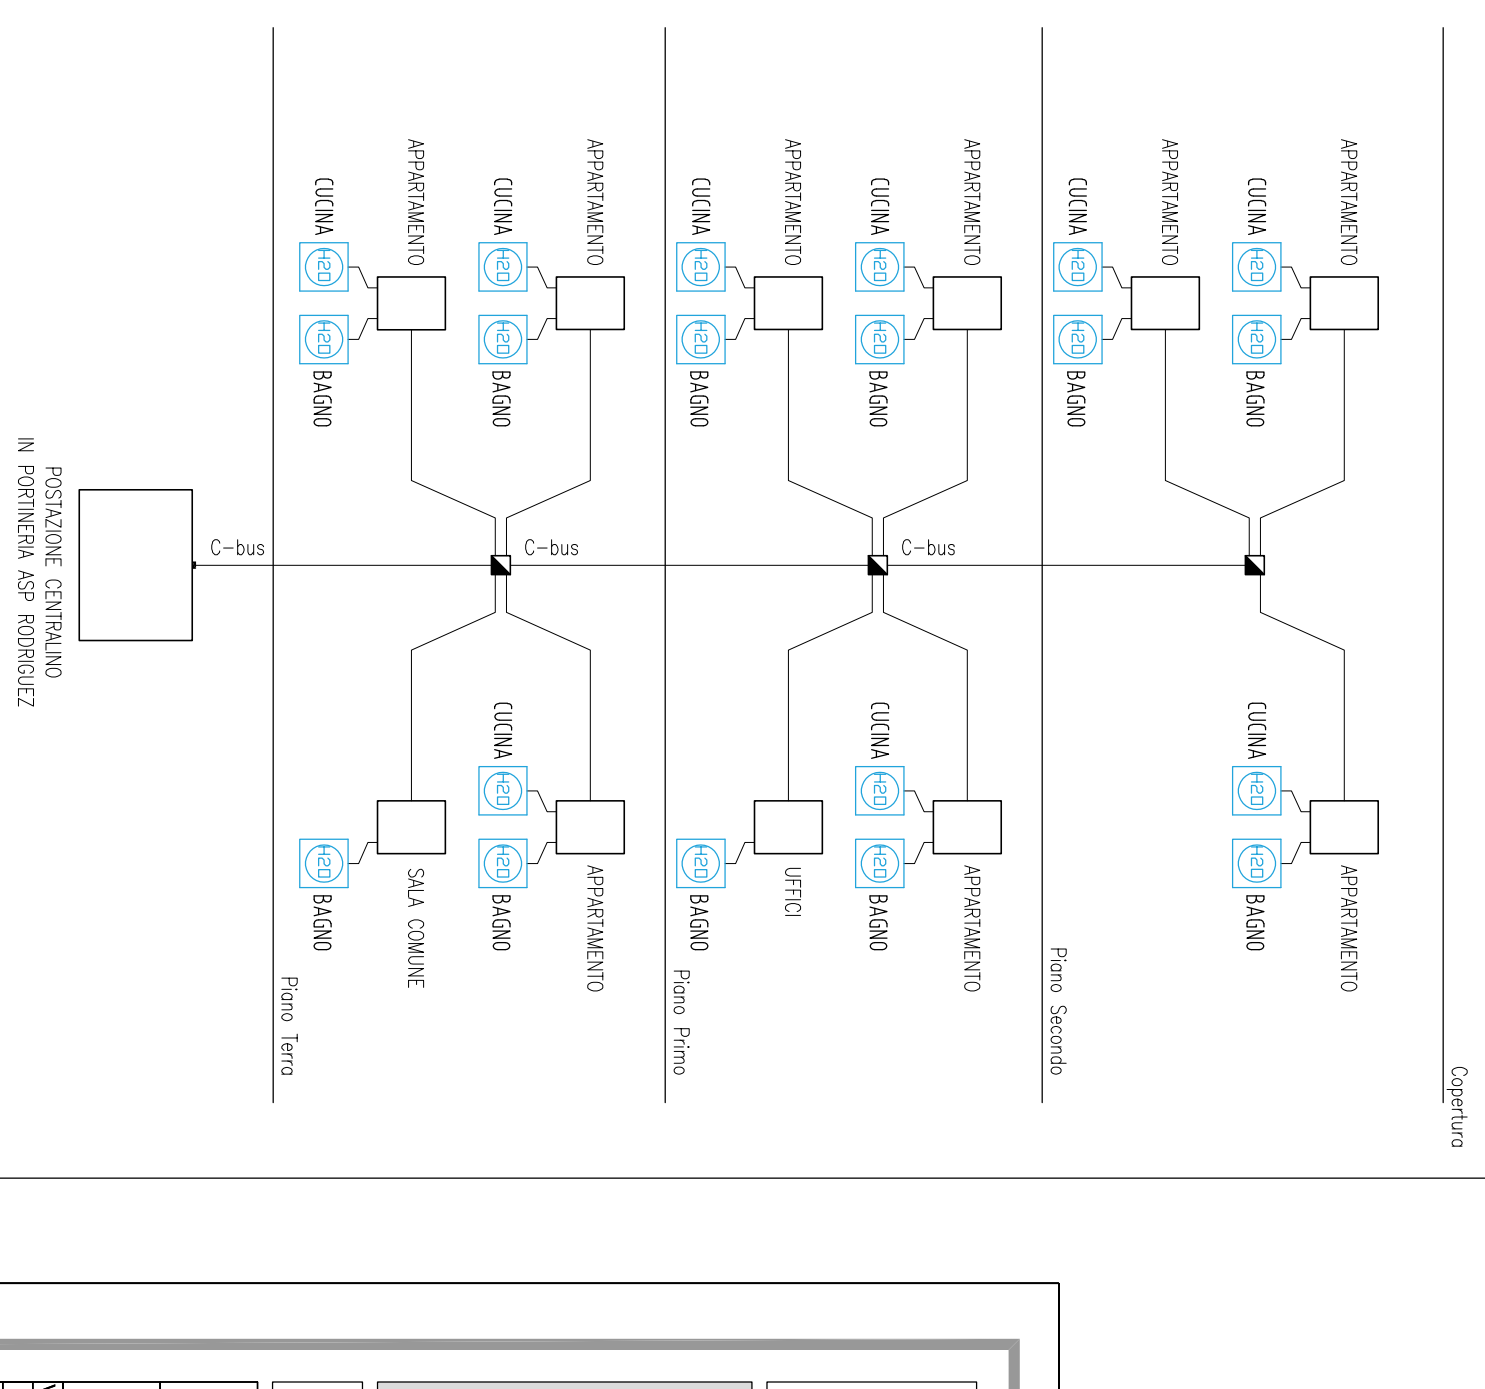 Copertura
APPARTAMENTO
APPARTAMENTO
CUCINA H2O H2O BAGNO
CUCINA H2O H2O BAGNO
APPARTAMENTO
CUCINA H2O H2O BAGNO
Piano Secondo
APPARTAMENTO
APPARTAMENTO
C-bus
CUCINA H2O H2O BAGNO
CUCINA H2O H2O BAGNO
APPARTAMENTO
UFFICI
CUCINA H2O H2O BAGNO
H2O BAGNO
Piano Primo
APPARTAMENTO
APPARTAMENTO
C-bus
CUCINA H2O H2O BAGNO
CUCINA H2O H2O BAGNO
APPARTAMENTO
SALA COMUNE
CUCINA H2O H2O BAGNO
H2O BAGNO
Piano Terra
C-bus
POSTAZIONE CENTRALINO
IN PORTINERIA ASP RODRIGUEZ